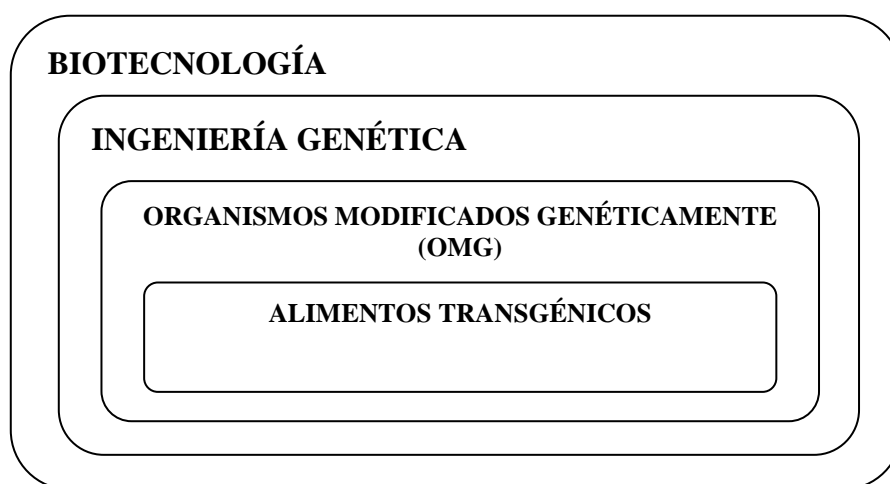 BIOTECNOLOGÍA
INGENIERÍA GENÉTICA
ORGANISMOS MODIFICADOS GENÉTICAMENTE
(OMG)
ALIMENTOS TRANSGÉNICOS